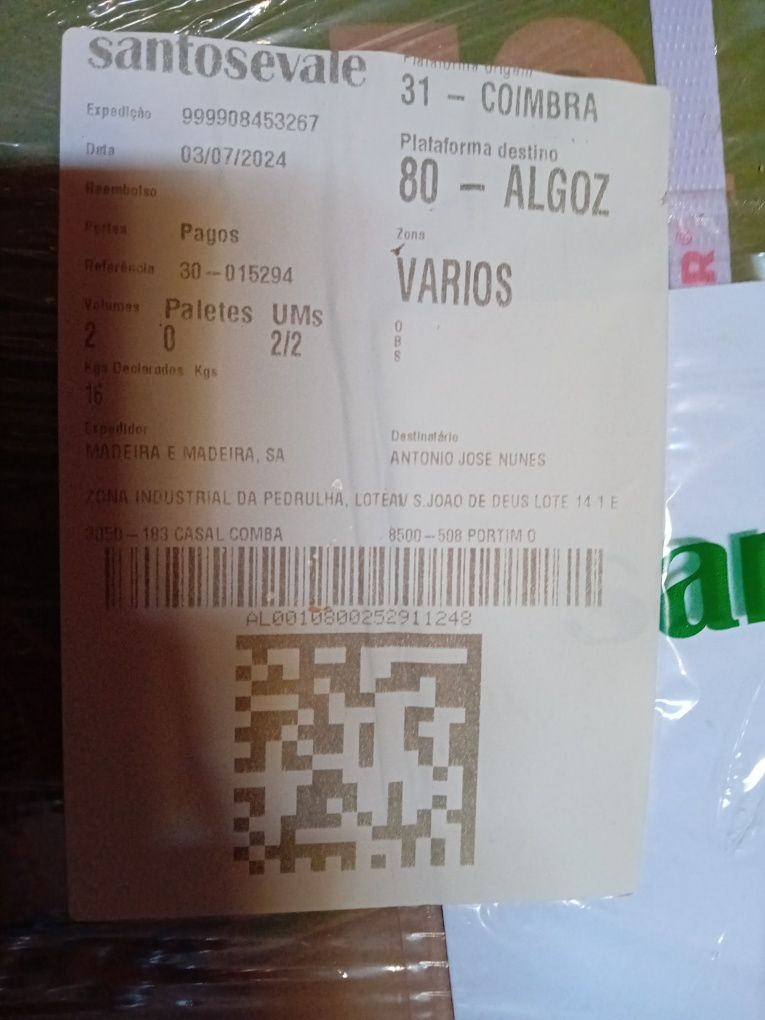 santosevale
Plataforma origem
31 - COIMBRA
Expedição 999908453267
Data 03/07/2024
Plataforma destino
80 - ALGOZ
Reembolso
Portes Pagos
Zona
VARIOS
Referência 30-015294
Volumes Paletes UMs
2 0 2/2
O
B
S
Kgs Declarados Kgs
16
Expedidor
MADEIRA E MADEIRA, SA
Destinatário
ANTONIO JOSE NUNES
ZONA INDUSTRIAL DA PEDRULHA, S.JOAO DE DEUS LOTE 14 1 E
3050-183 CASAL COMBA
8500-508 PORTIM O
AL0010800252911248